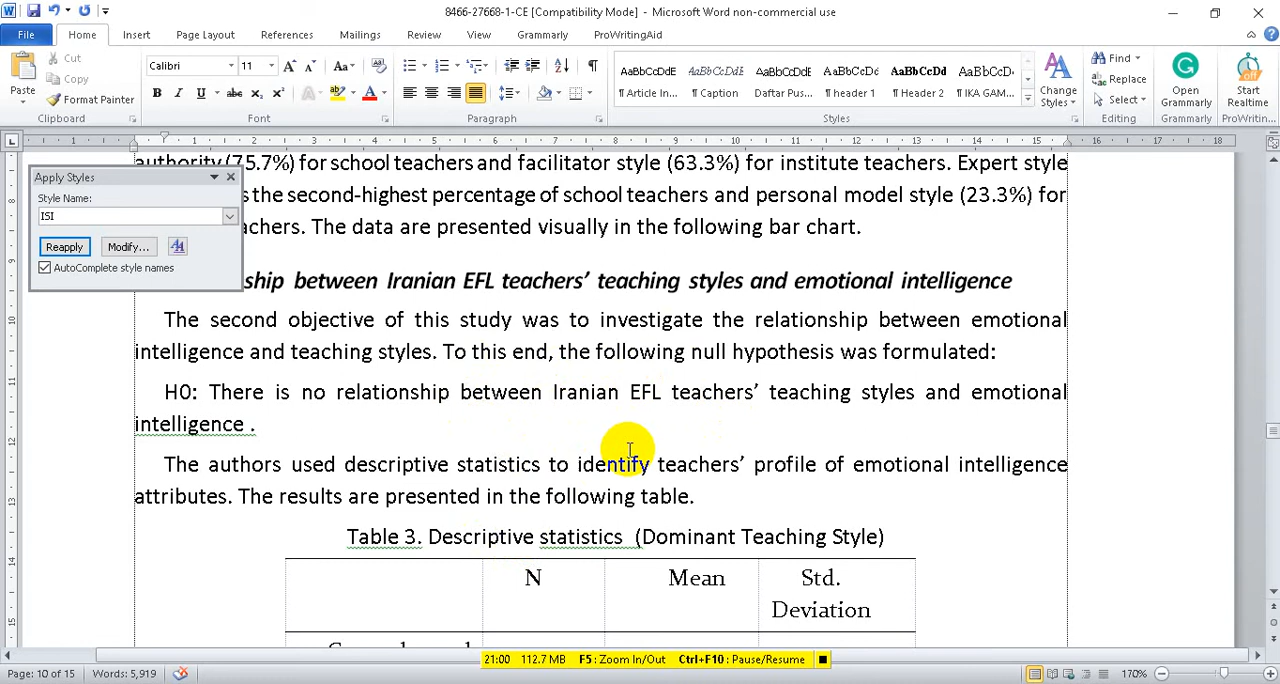 8466-27668-1-CE [Compatibility Mode] - Microsoft Word non-commercial use
File Home Insert Page Layout References Mailings Review View Grammarly ProWritingAid
Cut
Copy
Format Painter
Paste
Clipboard
Calibri 11
Font
Paragraph
AaBbCcDdE AaBbCcDdE AaBbCcDdE AaBbCcDc AaBbCcDd AaBbCcD
¶ Article In... ¶ Caption Daftar Pus... ¶ header 1 ¶ Header 2 ¶ IKA GAM...
Styles
Change
Styles
Find
Replace
Select
Editing
Open
Grammarly
Grammarly
Start
Realtime
ProWritin...
authority (75.7%) for school teachers and facilitator style (63.3%) for institute teachers. Expert style
s the second-highest percentage of school teachers and personal model style (23.3%) for
achers. The data are presented visually in the following bar chart.
ship between Iranian EFL teachers’ teaching styles and emotional intelligence
The second objective of this study was to investigate the relationship between emotional
intelligence and teaching styles. To this end, the following null hypothesis was formulated:
H0: There is no relationship between Iranian EFL teachers’ teaching styles and emotional
intelligence .
The authors used descriptive statistics to identify teachers’ profile of emotional intelligence
attributes. The results are presented in the following table.
Table 3. Descriptive statistics (Dominant Teaching Style)
N Mean Std.
Deviation
Apply Styles
Style Name:
ISI
Reapply Modify...
AutoComplete style names
21:00 112.7 MB F5 : Zoom In/Out Ctrl+F10 : Pause/Resume
Page: 10 of 15 Words: 5,919 170%